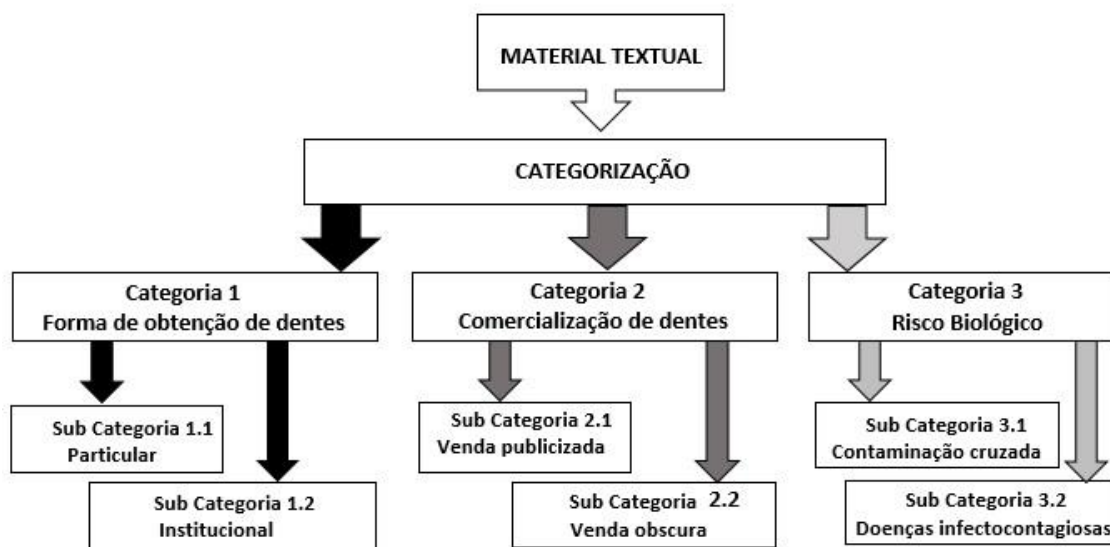 MATERIAL TEXTUAL
CATEGORIZAÇÃO
Categoria 1
Forma de obtenção de dentes
Categoria 2
Comercialização de dentes
Categoria 3
Risco Biológico
Sub Categoria 1.1
Particular
Sub Categoria 2.1
Venda publicizada
Sub Categoria 3.1
Contaminação cruzada
Sub Categoria 1.2
Institucional
Sub Categoria 2.2
Venda obscura
Sub Categoria 3.2
Doenças infectocontagiosas